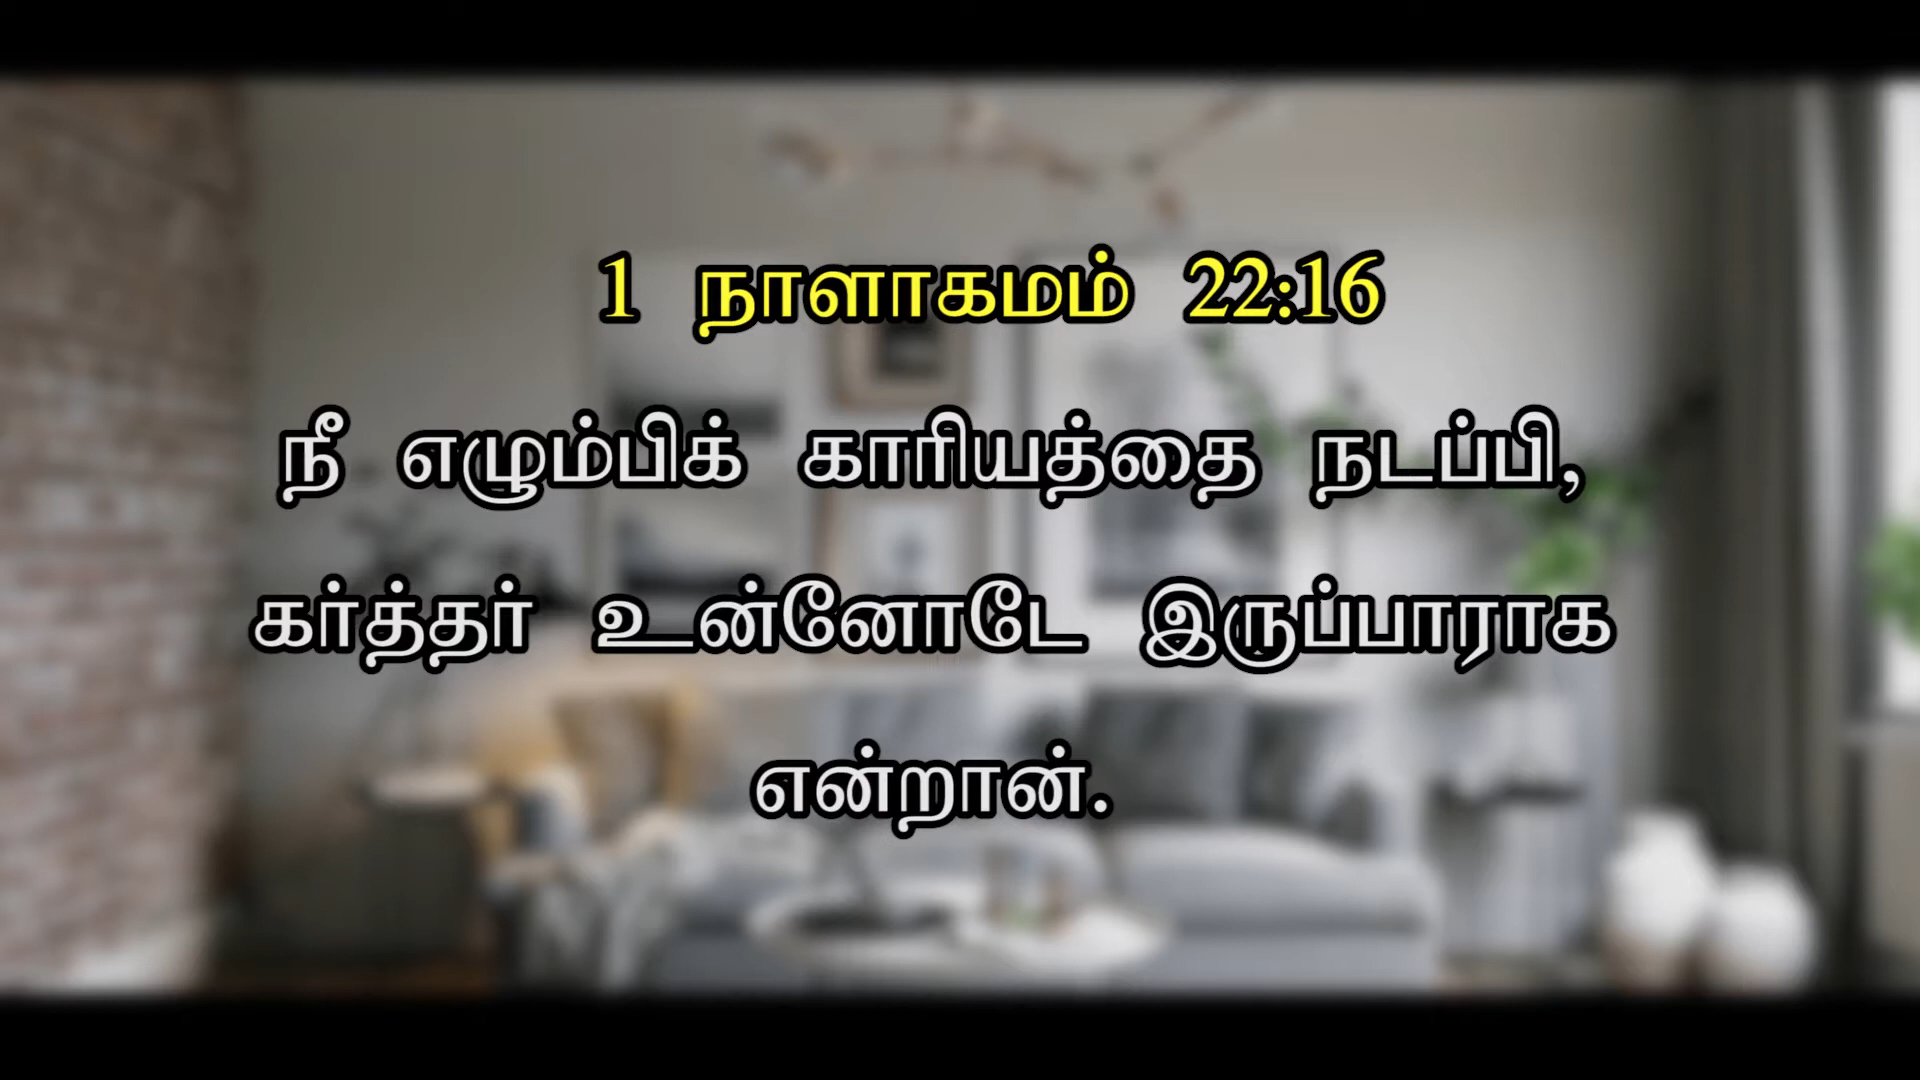 1 நாளாகமம் 22:16
நீ எழும்பிக் காரியத்தை நடப்பி,
கர்த்தர் உன்னோடே இருப்பாராக
என்றான்.